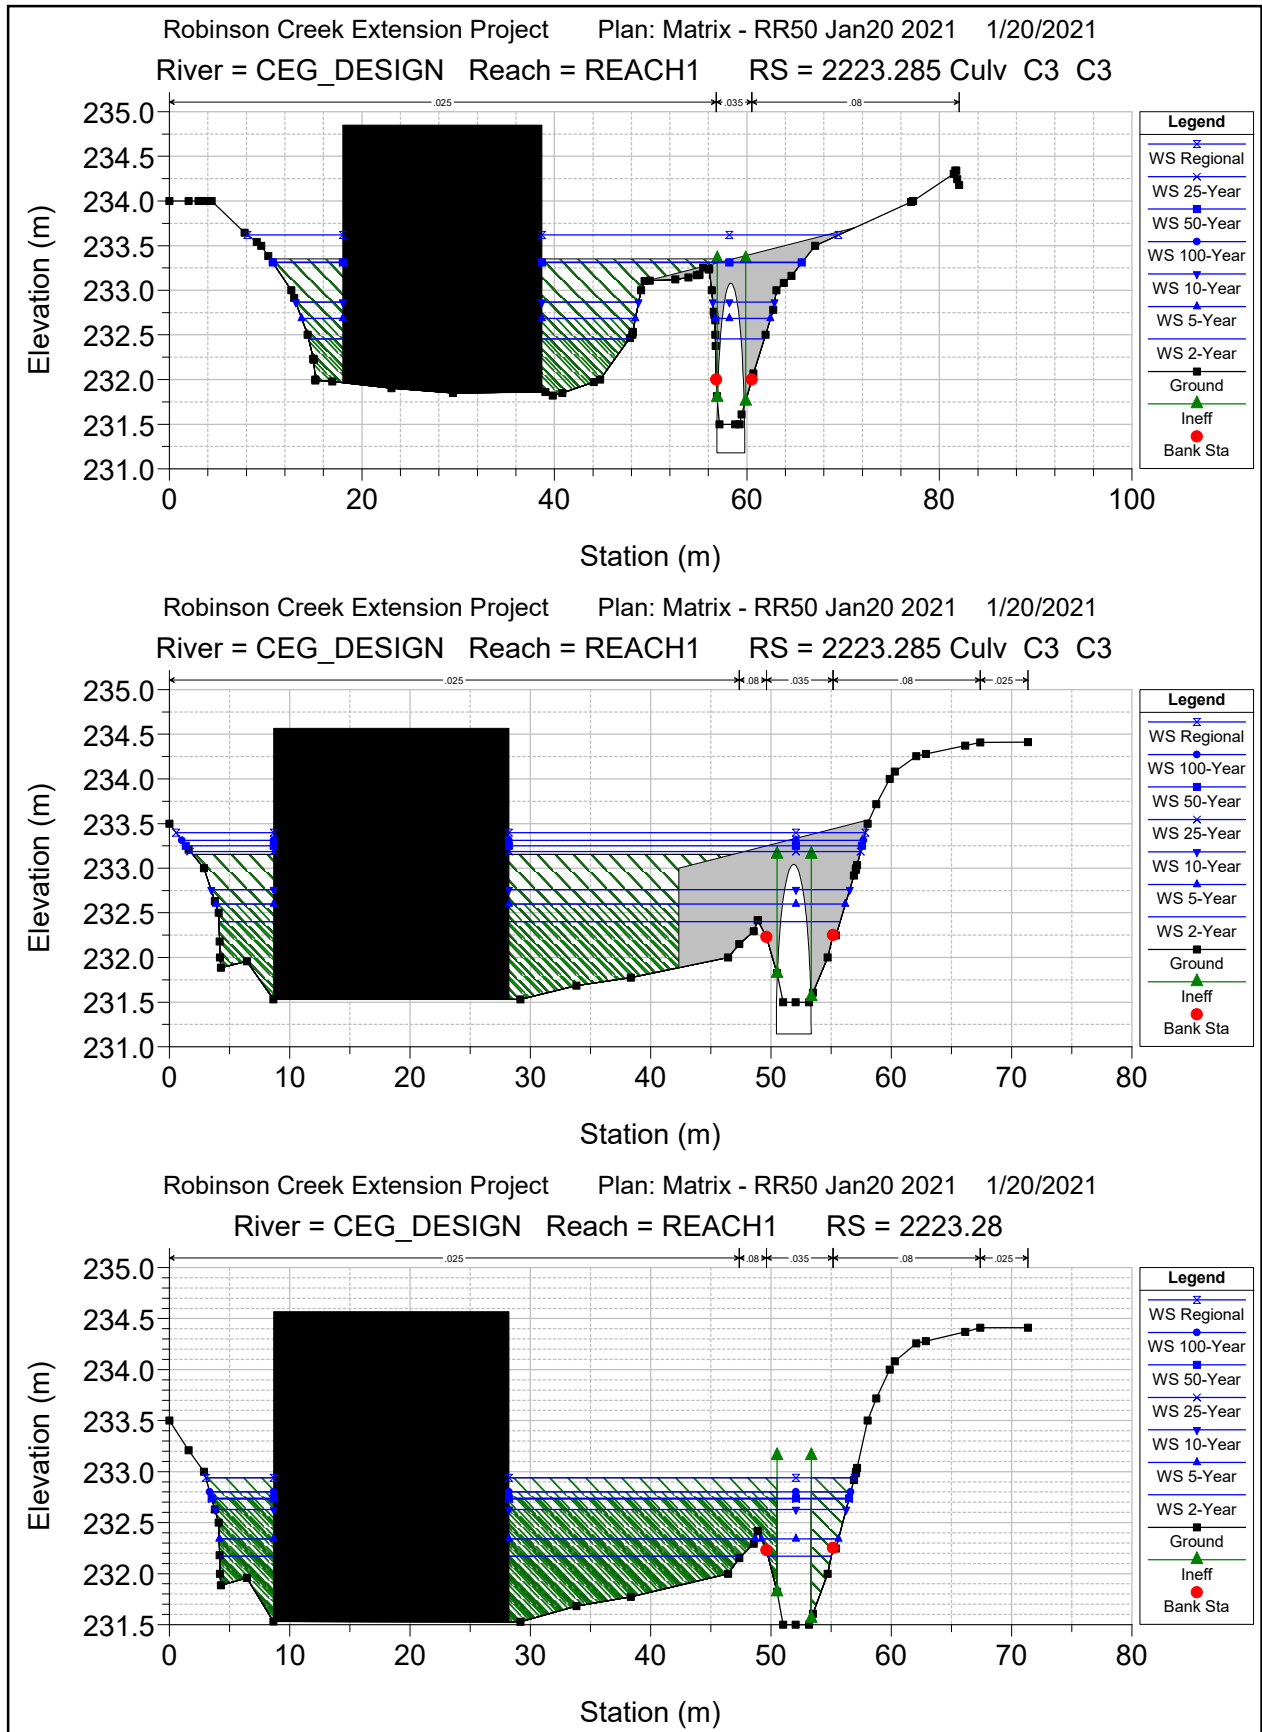 Robinson Creek Extension Project Plan: Matrix - RR50 Jan20 2021 1/20/2021
River = CEG_DESIGN Reach = REACH1 RS = 2223.285 Culv C3 C3
.025 .035 .08
235.0
234.5
234.0
233.5
233.0
232.5
232.0
231.5
231.0
Elevation (m)
0 20 40 60 80 100
Station (m)
Legend
WS Regional
WS 25-Year
WS 50-Year
WS 100-Year
WS 10-Year
WS 5-Year
WS 2-Year
Ground
Ineff
Bank Sta
Robinson Creek Extension Project Plan: Matrix - RR50 Jan20 2021 1/20/2021
River = CEG_DESIGN Reach = REACH1 RS = 2223.285 Culv C3 C3
.025 .08 .035 .08 .025
235.0
234.5
234.0
233.5
233.0
232.5
232.0
231.5
231.0
Elevation (m)
0 10 20 30 40 50 60 70 80
Station (m)
Legend
WS Regional
WS 100-Year
WS 50-Year
WS 25-Year
WS 10-Year
WS 5-Year
WS 2-Year
Ground
Ineff
Bank Sta
Robinson Creek Extension Project Plan: Matrix - RR50 Jan20 2021 1/20/2021
River = CEG_DESIGN Reach = REACH1 RS = 2223.28
.025 .08 .035 .08 .025
235.0
234.5
234.0
233.5
233.0
232.5
232.0
231.5
Elevation (m)
0 10 20 30 40 50 60 70 80
Station (m)
Legend
WS Regional
WS 100-Year
WS 50-Year
WS 25-Year
WS 10-Year
WS 5-Year
WS 2-Year
Ground
Ineff
Bank Sta